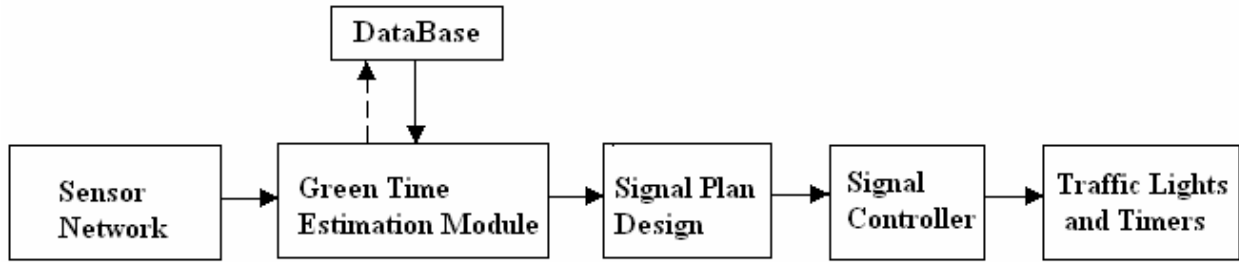 DataBase
Sensor
Network
Green Time
Estimation Module
Signal Plan
Design
Signal
Controller
Traffic Lights
and Timers